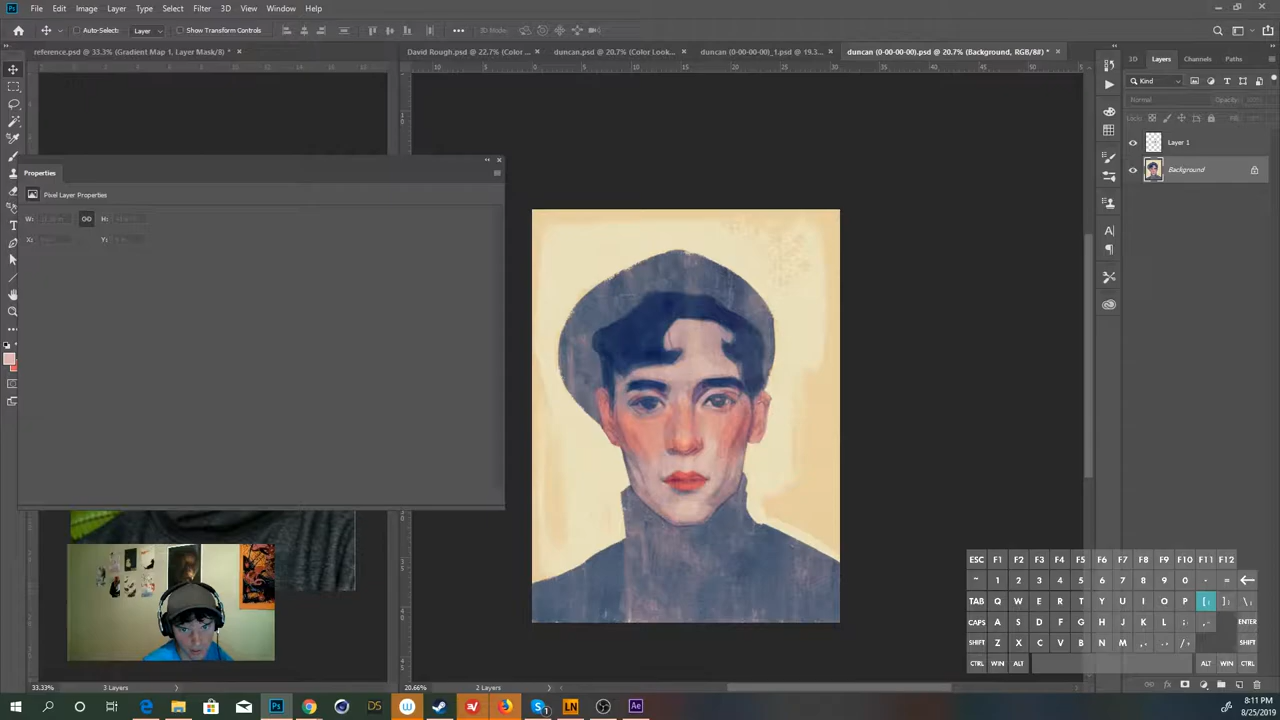 File Edit Image Layer Type Select Filter 3D View Window Help
Auto-Select: Layer Show Transform Controls
reference.psd @ 33.3% (Gradient Map 1, Layer Mask/8) *
David Rough.psd @ 22.7% (Color ... duncan.psd @ 20.7% (Color Look... duncan (0-00-00-00)_1.psd @ 19.3... duncan (0-00-00-00).psd @ 20.7% (Background, RGB/8#) *
3D Layers Channels Paths
Kind
Normal Opacity:
Layer 1
Background
Properties
Pixel Layer Properties
W: H:
X: Y:
ESC F1 F2 F3 F4 F5 F6 F7 F8 F9 F10 F11 F12
~ 1 2 3 4 5 6 7 8 9 0 - =
TAB Q W E R T Y U I O P [ ] \
CAPS A S D F G H J K L ; ENTER
SHIFT Z X C V B N M SHIFT
CTRL WIN ALT ALT WIN CTRL
33.33% 3 Layers 20.66% 2 Layers
8:11 PM
8/25/2019